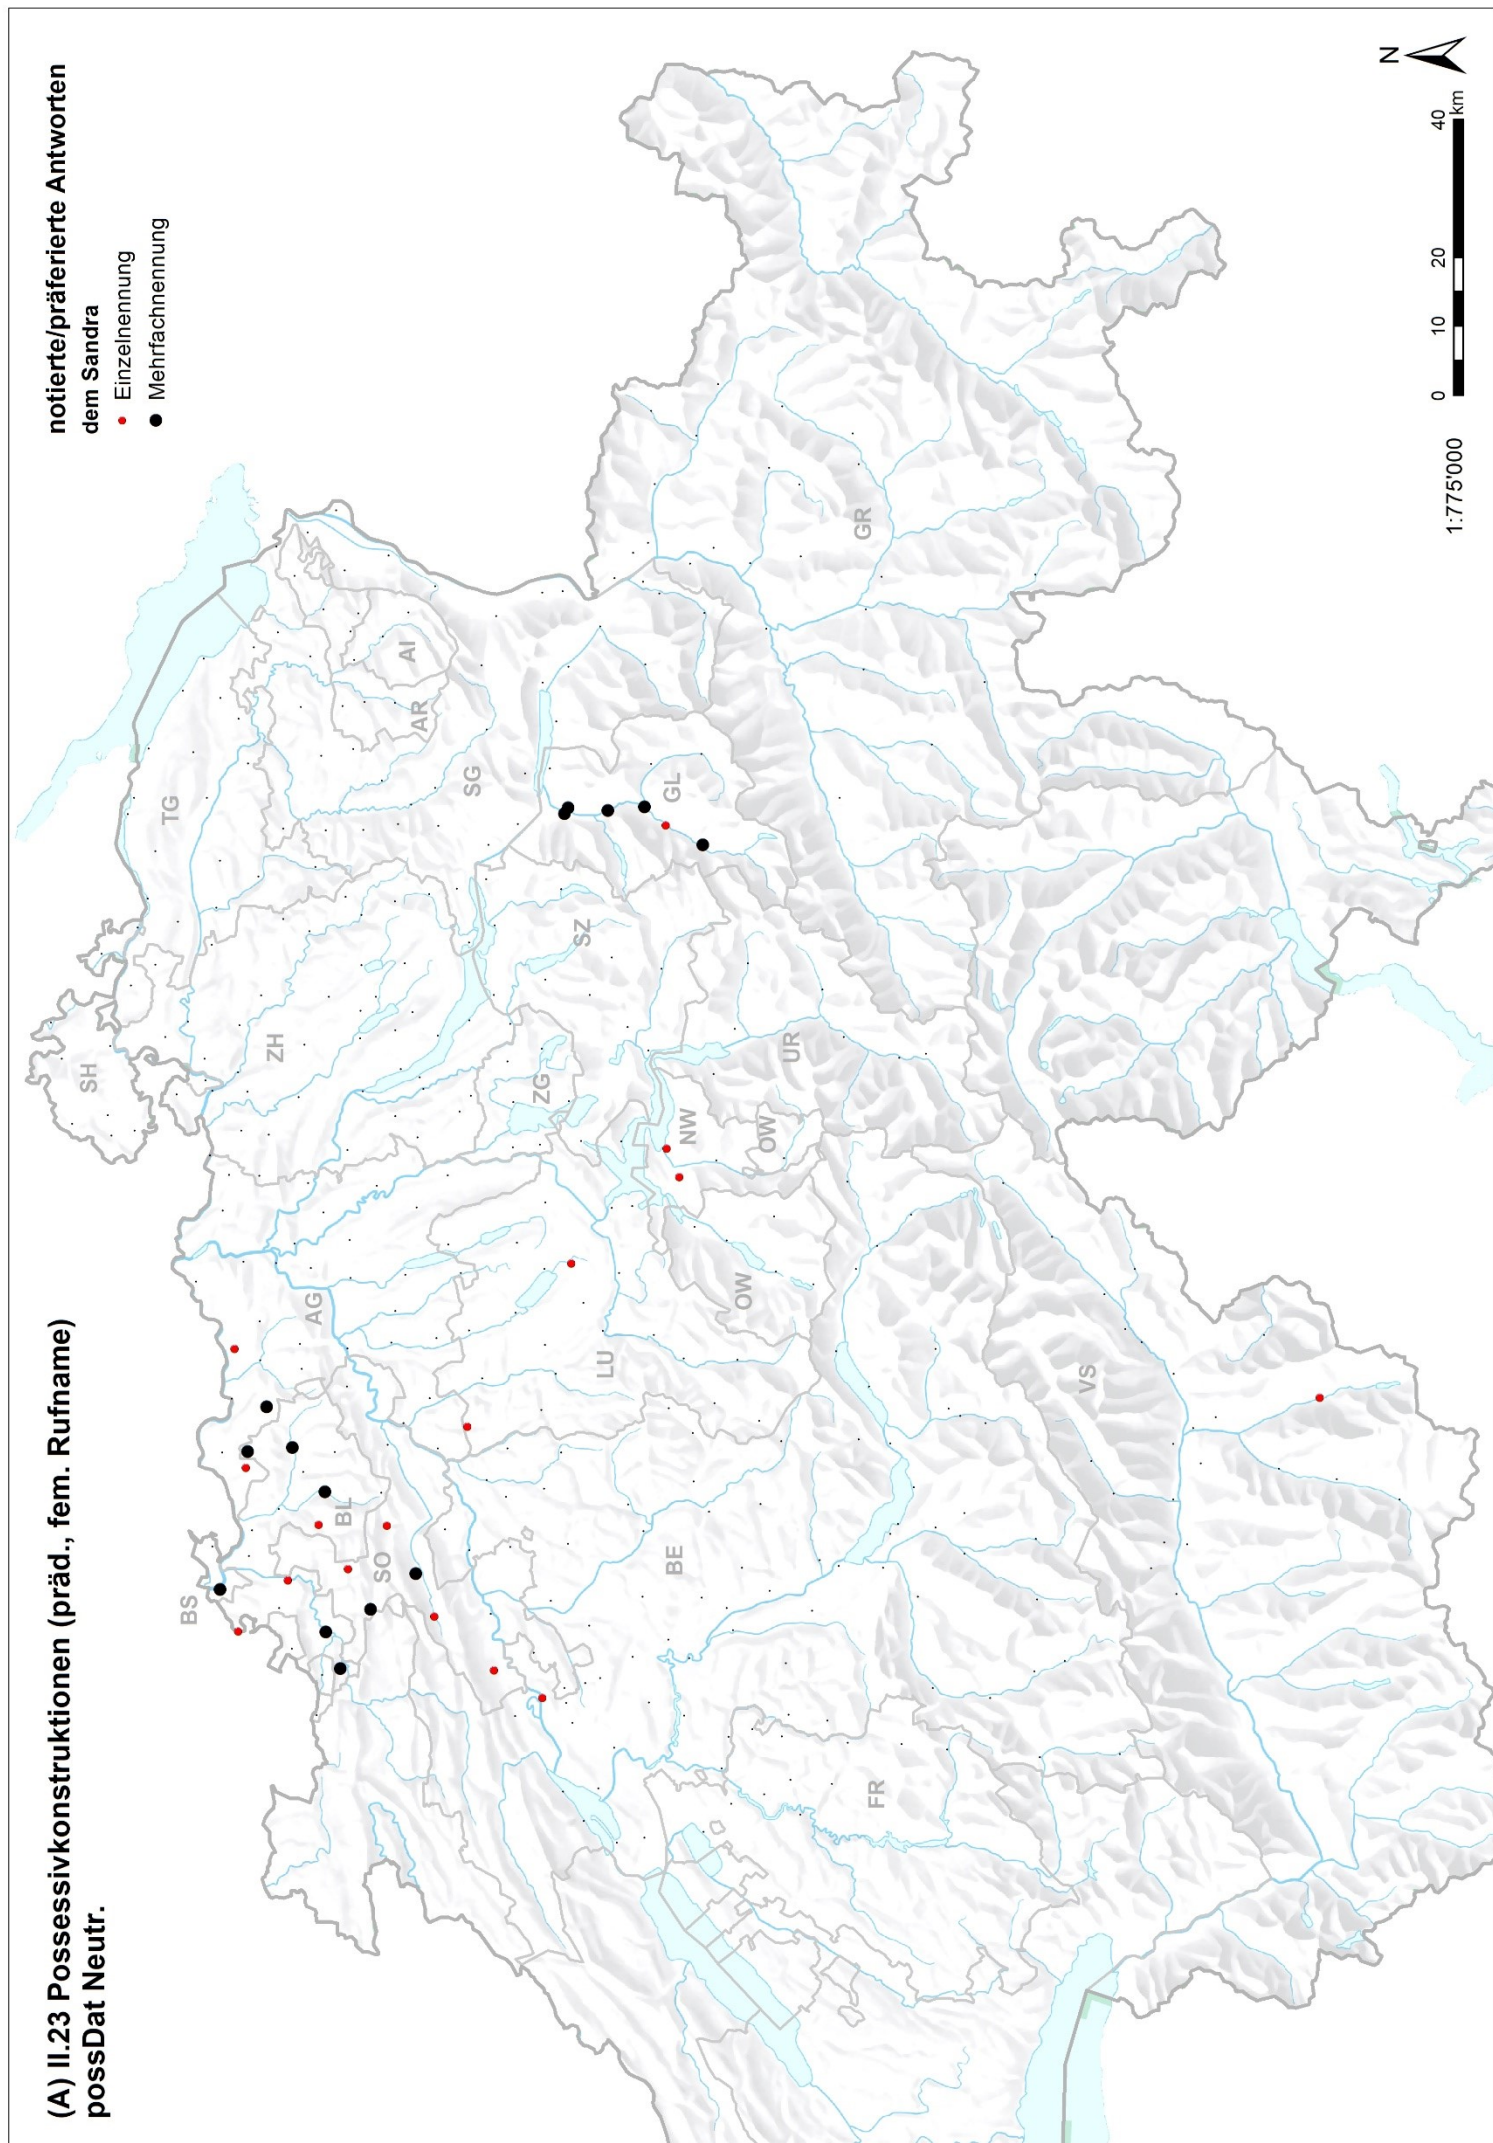 (A) II.23 Possessivkonstruktionen (präd., fem. Rufname)
possDat Neutr.
notierte/präferierte Antworten
dem Sandra
Einzelnennung
Mehrfachnennung
SH
BS
TG
ZH
AG
BL
SO
AI
AR
SG
ZG
SZ
GL
LU
NW
OW
OW
UR
BE
GR
FR
VS
N
1:775'000
0 10 20 40
km